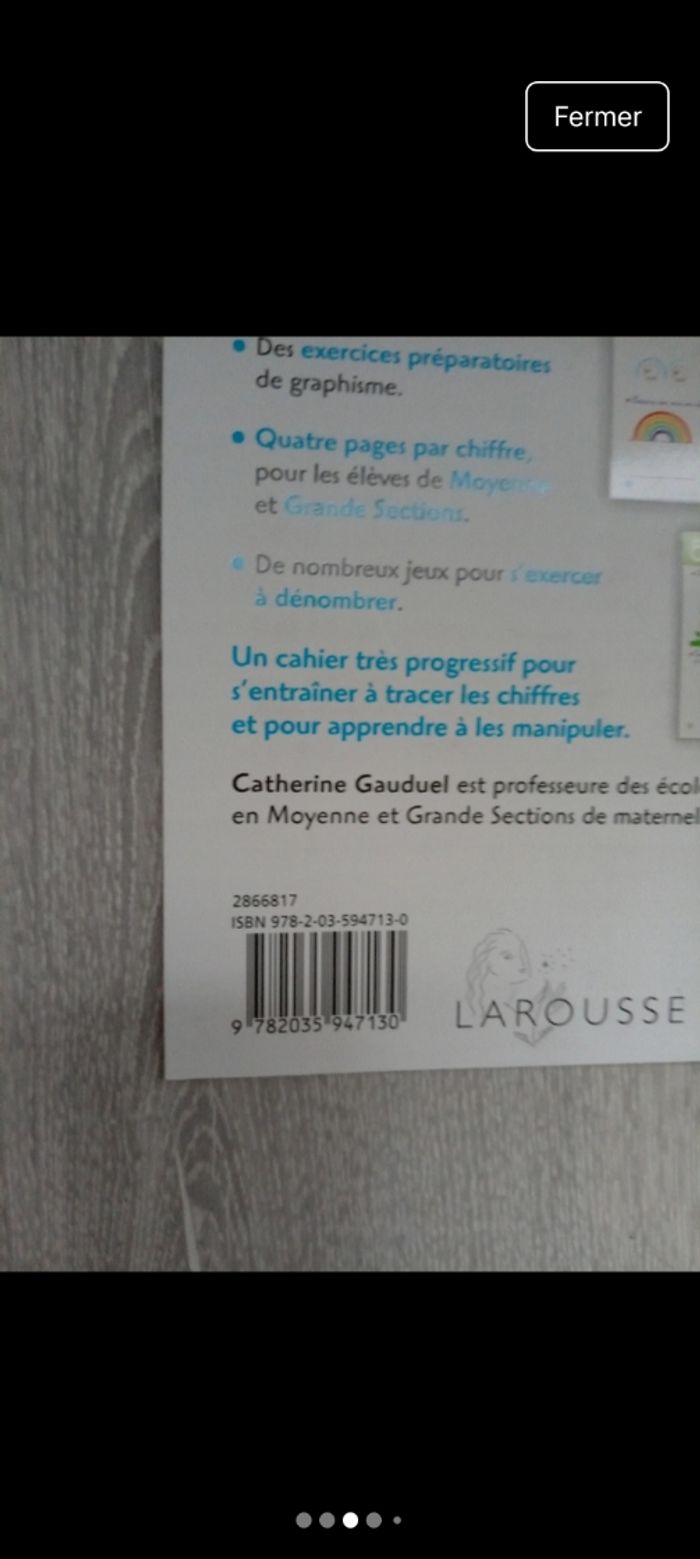 Fermer
• Des exercices préparatoires
de graphisme.
• Quatre pages par chiffre,
pour les élèves de Moyenne
et Grande Sections.
• De nombreux jeux pour s'exercer
à dénombrer.
Un cahier très progressif pour
s'entraîner à tracer les chiffres
et pour apprendre à les manipuler.
Catherine Gauduel est professeure des écol
en Moyenne et Grande Sections de maternel
2866817
ISBN 978-2-03-594713-0
9 782035 947130
LAROUSSE